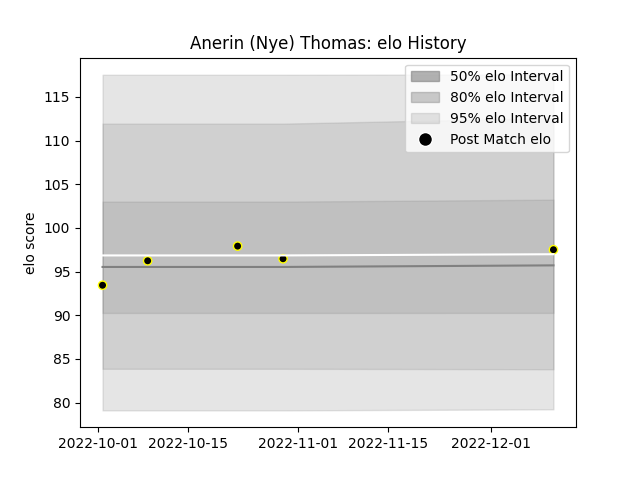 Anerin (Nye) Thomas: elo History
50% elo Interval
80% elo Interval
95% elo Interval
Post Match elo
elo score
115
110
105
100
95
90
85
80
2022-10-01 2022-10-15 2022-11-01 2022-11-15 2022-12-01